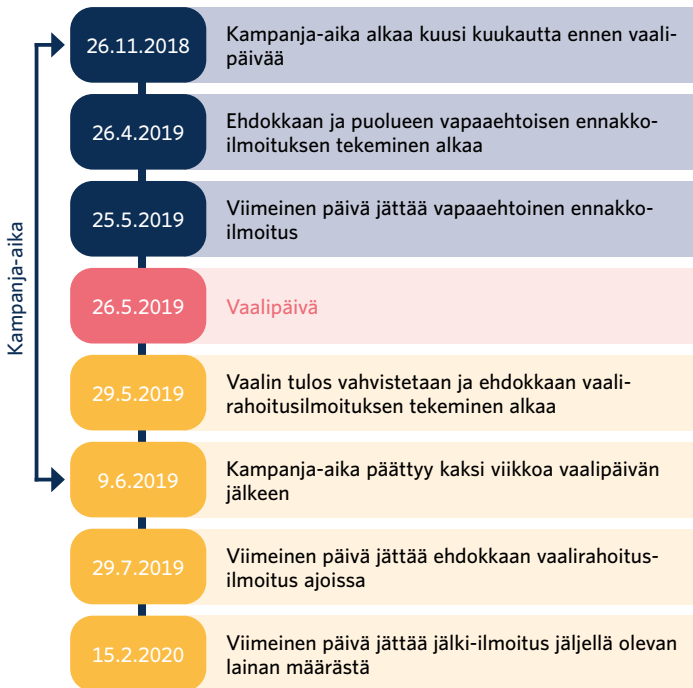 Kampanja-aika
26.11.2018
Kampanja-aika alkaa kuusi kuukautta ennen vaali-
päivää
26.4.2019
Ehdokkaan ja puolueen vapaaehtoisen ennakko-
ilmoituksen tekeminen alkaa
25.5.2019
Viimeinen päivä jättää vapaaehtoinen ennakko-
ilmoitus
26.5.2019
Vaalipäivä
29.5.2019
Vaalin tulos vahvistetaan ja ehdokkaan vaali-
rahoitusilmoituksen tekeminen alkaa
9.6.2019
Kampanja-aika päättyy kaksi viikkoa vaalipäivän
jälkeen
29.7.2019
Viimeinen päivä jättää ehdokkaan vaalirahoitus-
ilmoitus ajoissa
15.2.2020
Viimeinen päivä jättää jälki-ilmoitus jäljellä olevan
lainan määrästä